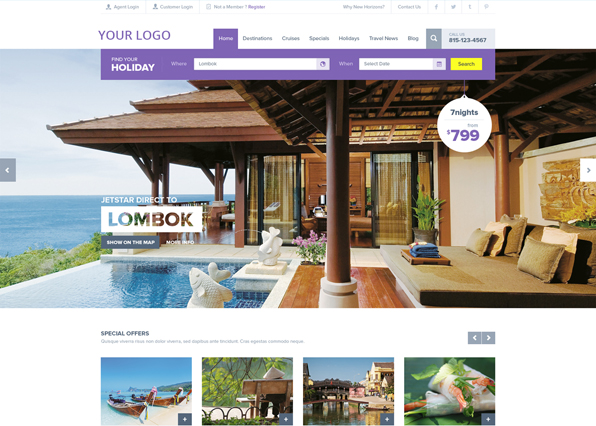 Agent Login Customer Login Not a Member ? Register Why New Horizons? Contact Us
YOUR LOGO
Home Destinations Cruises Specials Holidays Travel News Blog
CALL US
815-123-4567
FIND YOUR
HOLIDAY
Where Lombok When Select Date Search
7nights
from
$799
JETSTAR DIRECT TO
LOMBOK
SHOW ON THE MAP MORE INFO
SPECIAL OFFERS
Quisque viverra risus non dolor viverra, sed dapibus ante tincidunt. Cras egestas commodo neque.